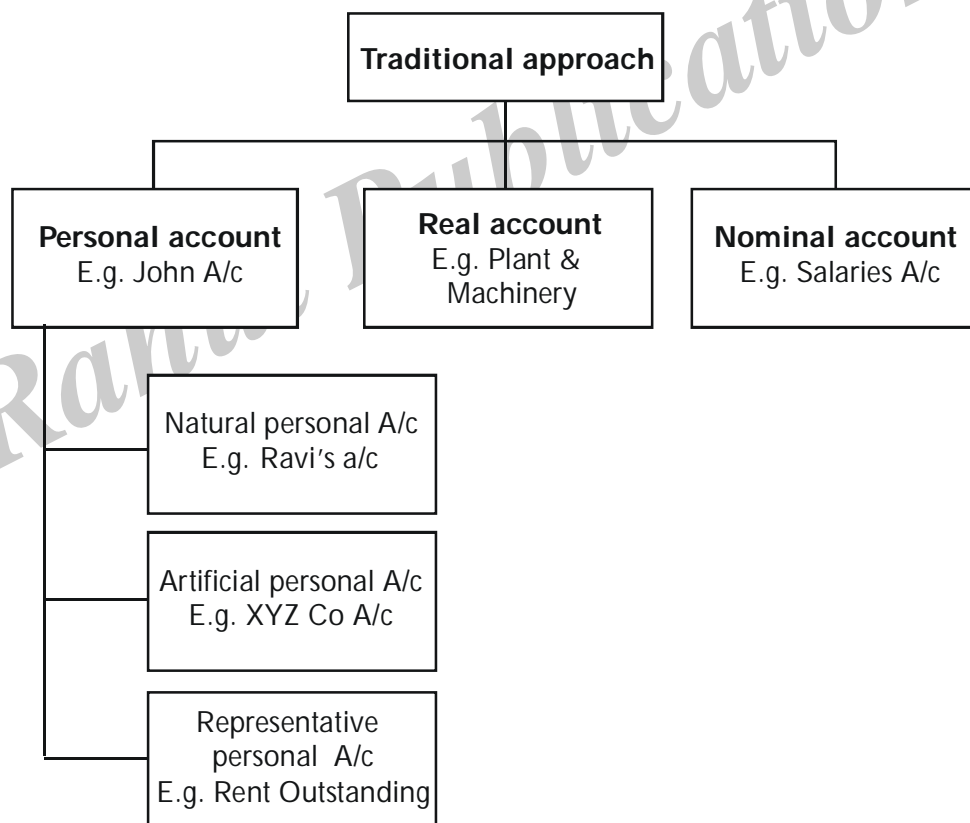 Traditional approach
Personal account
E.g. John A/c
Real account
E.g. Plant &
Machinery
Nominal account
E.g. Salaries A/c
Natural personal A/c
E.g. Ravi's a/c
Artificial personal A/c
E.g. XYZ Co A/c
Representative
personal A/c
E.g. Rent Outstanding